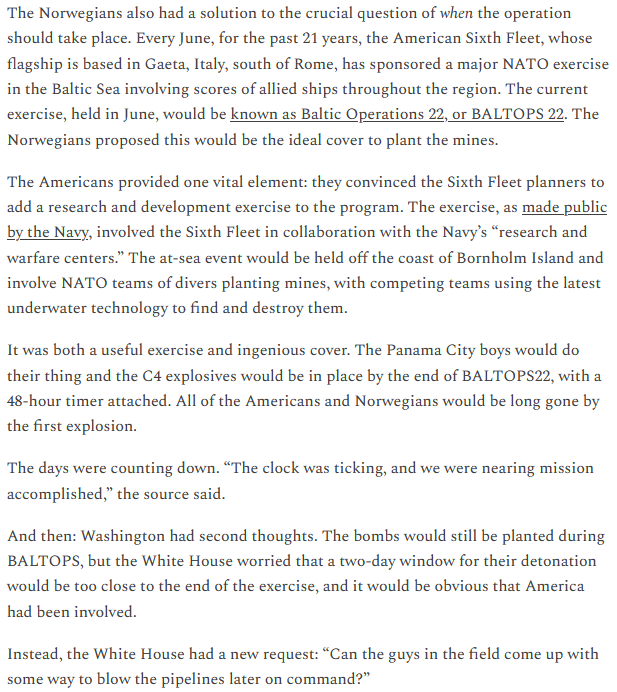 The Norwegians also had a solution to the crucial question of when the operation
should take place. Every June, for the past 21 years, the American Sixth Fleet, whose
flagship is based in Gaeta, Italy, south of Rome, has sponsored a major NATO exercise
in the Baltic Sea involving scores of allied ships throughout the region. The current
exercise, held in June, would be known as Baltic Operations 22, or BALTOPS 22. The
Norwegians proposed this would be the ideal cover to plant the mines.
The Americans provided one vital element: they convinced the Sixth Fleet planners to
add a research and development exercise to the program. The exercise, as made public
by the Navy, involved the Sixth Fleet in collaboration with the Navy’s “research and
warfare centers.” The at-sea event would be held off the coast of Bornholm Island and
involve NATO teams of divers planting mines, with competing teams using the latest
underwater technology to find and destroy them.
It was both a useful exercise and ingenious cover. The Panama City boys would do
their thing and the C4 explosives would be in place by the end of BALTOPS22, with a
48-hour timer attached. All of the Americans and Norwegians would be long gone by
the first explosion.
The days were counting down. “The clock was ticking, and we were nearing mission
accomplished,” the source said.
And then: Washington had second thoughts. The bombs would still be planted during
BALTOPS, but the White House worried that a two-day window for their detonation
would be too close to the end of the exercise, and it would be obvious that America
had been involved.
Instead, the White House had a new request: “Can the guys in the field come up with
some way to blow the pipelines later on command?”